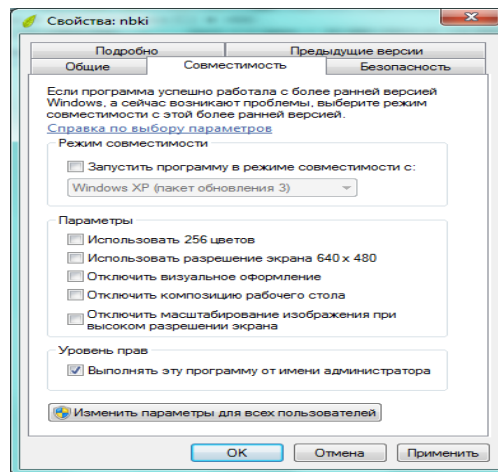 Свойства: nbki
Подробно
Предыдущие версии
Общие
Совместимость
Безопасность
Если программа успешно работала с более ранней версией
Windows, а сейчас возникают проблемы, выберите режим
совместимости с этой более ранней версией.
Справка по выбору параметров
Режим совместимости
Запустить программу в режиме совместимости с:
Windows XP (пакет обновления 3)
Параметры
Использовать 256 цветов
Использовать разрешение экрана 640 x 480
Отключить визуальное оформление
Отключить композицию рабочего стола
Отключить масштабирование изображения при
высоком разрешении экрана
Уровень прав
Выполнять эту программу от имени администратора
Изменить параметры для всех пользователей
OK
Отмена
Применить